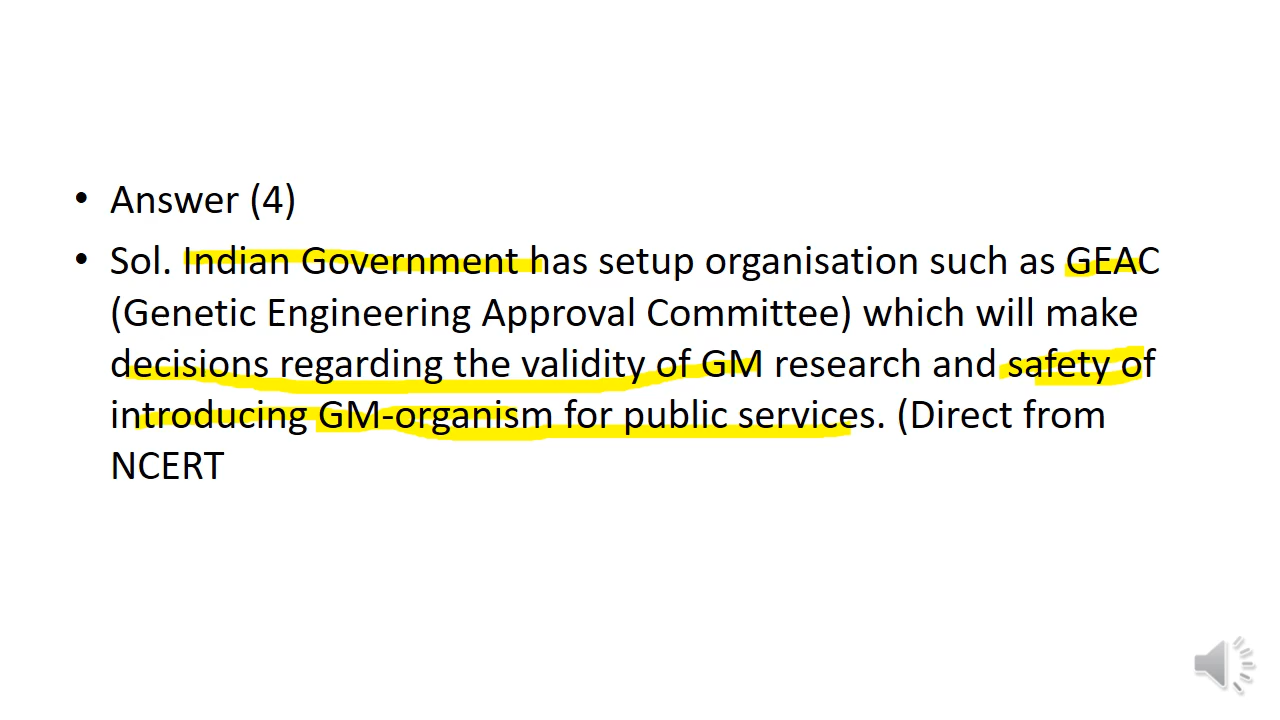 • Answer (4)
• Sol. Indian Government has setup organisation such as GEAC
(Genetic Engineering Approval Committee) which will make
decisions regarding the validity of GM research and safety of
introducing GM-organism for public services. (Direct from
NCERT